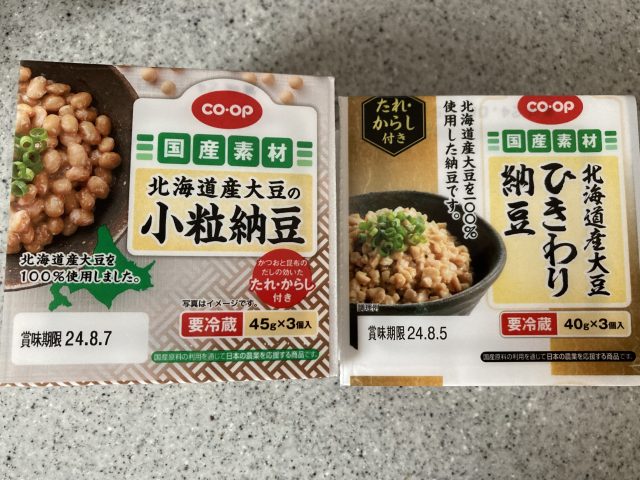 CO·OP
国産素材
北海道産大豆の
小粒納豆
北海道産大豆を
100%使用しました。
かつおと昆布の
だしの効いた
たれ・からし
付き
写真はイメージです。
要冷蔵
45g×3個入
賞味期限 24.8.7
国産原料の利用を通じて日本の農業を応援する商品です。
たれ・
からし
付き
北海道産大豆を一〇〇%
使用した納豆です。
CO·OP
国産素材
北海道産大豆
ひきわり
納豆
要冷蔵
40g×3個入
賞味期限 24.8.5
国産原料の利用を通じて日本の農業を応援する商品です。